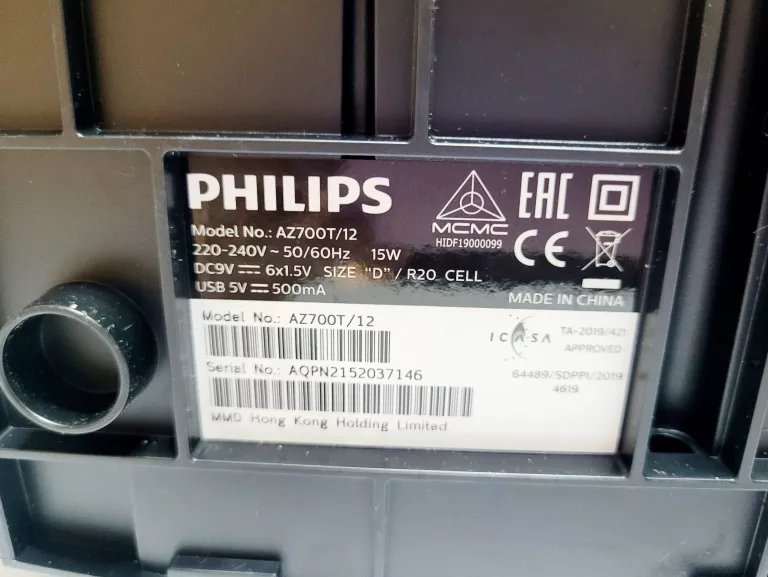 PHILIPS
Model No.: AZ700T/12
220-240V ~ 50/60Hz 15W
DC9V ⎓ 6x1.5V SIZE "D" / R20 CELL
USB 5V ⎓ 500mA
MCMC
HIDF19000099
EAC
CE
MADE IN CHINA
Model No.: AZ700T/12
Serial No.: AQPN2152037146
MMD Hong Kong Holding Limited
ICASA
TA-2019/421
APPROVED
64489/SDPPI/2019
4619